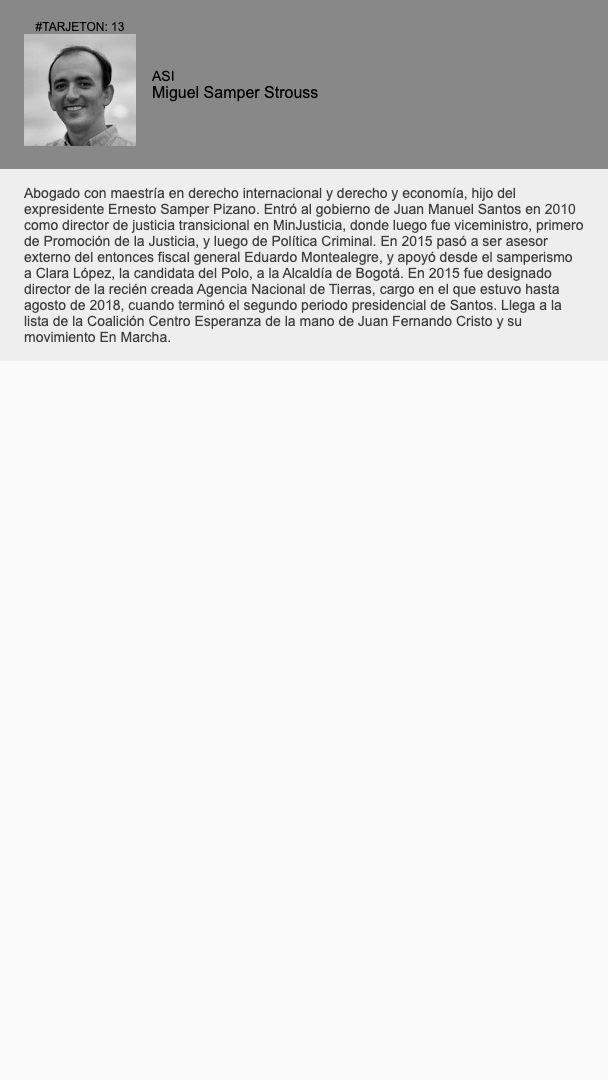 #TARJETON: 13
ASI
Miguel Samper Strouss
Abogado con maestría en derecho internacional y derecho y economía, hijo del
expresidente Ernesto Samper Pizano. Entró al gobierno de Juan Manuel Santos en 2010
como director de justicia transicional en MinJusticia, donde luego fue viceministro, primero
de Promoción de la Justicia, y luego de Política Criminal. En 2015 pasó a ser asesor
externo del entonces fiscal general Eduardo Montealegre, y apoyó desde el samperismo
a Clara López, la candidata del Polo, a la Alcaldía de Bogotá. En 2015 fue designado
director de la recién creada Agencia Nacional de Tierras, cargo en el que estuvo hasta
agosto de 2018, cuando terminó el segundo periodo presidencial de Santos. Llega a la
lista de la Coalición Centro Esperanza de la mano de Juan Fernando Cristo y su
movimiento En Marcha.